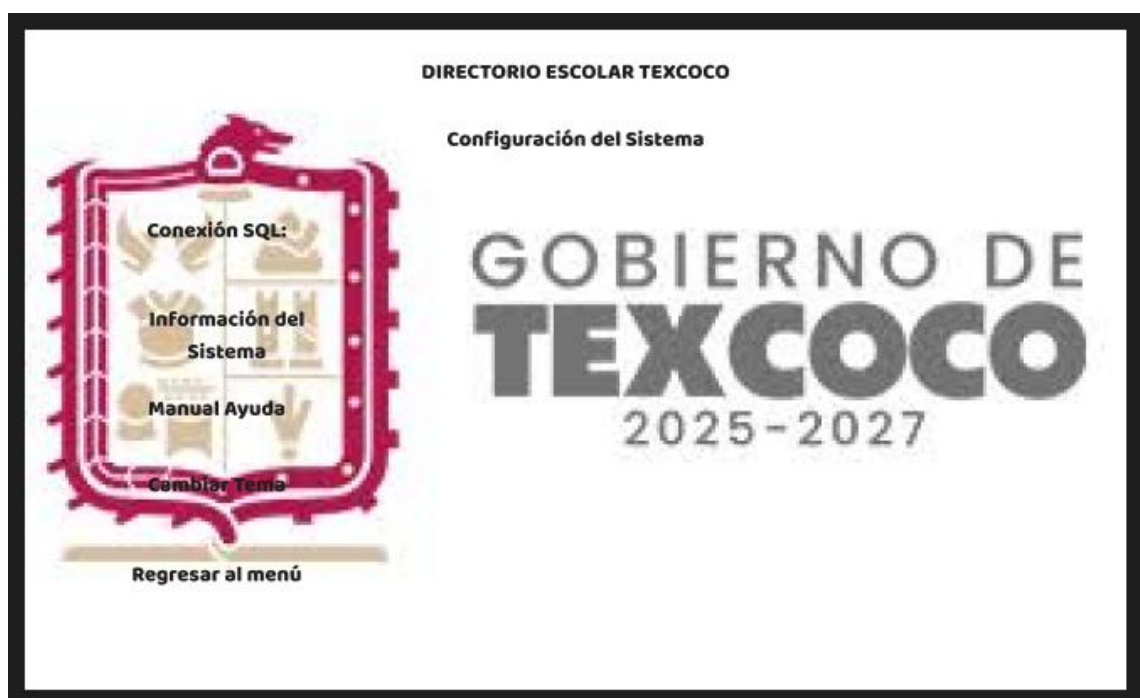 DIRECTORIO ESCOLAR TEXCOCO
Configuración del Sistema
Conexión SQL:
Información del
Sistema
Manual Ayuda
Cambiar Tema
Regresar al menú
GOBIERNO DE
TEXCOCO
2025-2027